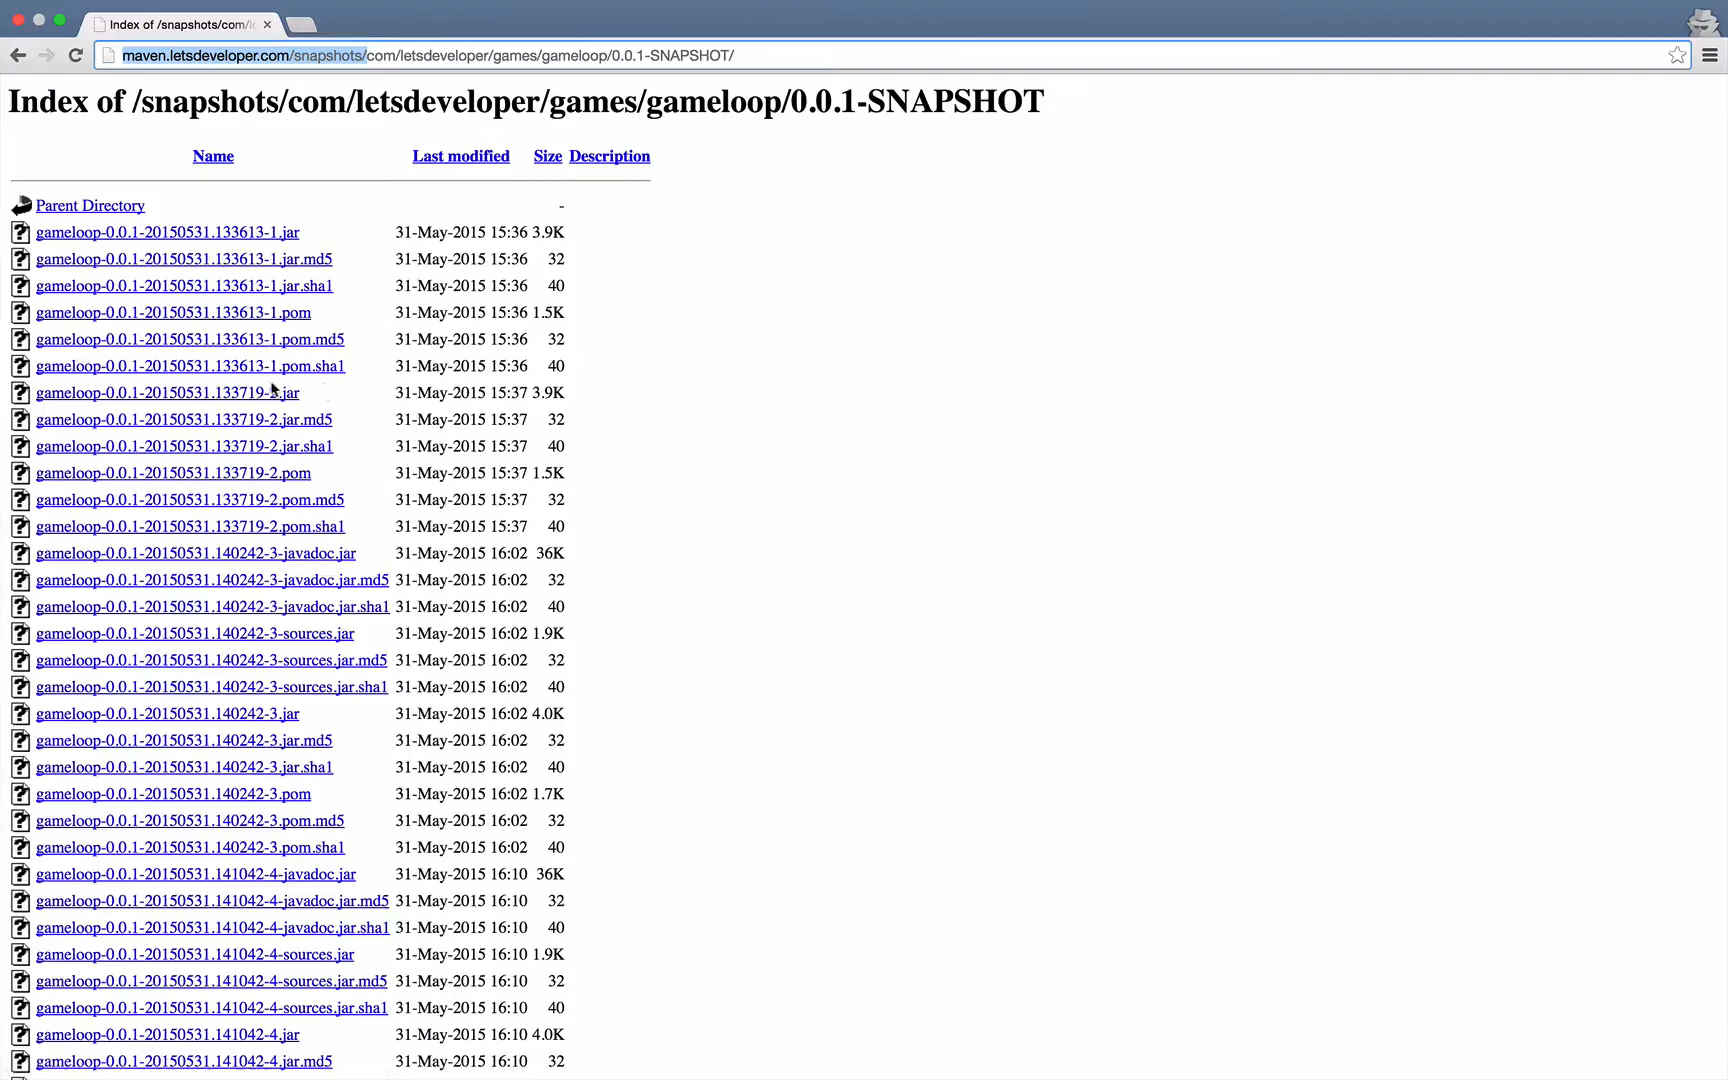 Index of /snapshots/com/le
maven.letsdeveloper.com/snapshots/com/letsdeveloper/games/gameloop/0.0.1-SNAPSHOT/
Index of /snapshots/com/letsdeveloper/games/gameloop/0.0.1-SNAPSHOT
Name Last modified Size Description
Parent Directory -
gameloop-0.0.1-20150531.133613-1.jar 31-May-2015 15:36 3.9K
gameloop-0.0.1-20150531.133613-1.jar.md5 31-May-2015 15:36 32
gameloop-0.0.1-20150531.133613-1.jar.sha1 31-May-2015 15:36 40
gameloop-0.0.1-20150531.133613-1.pom 31-May-2015 15:36 1.5K
gameloop-0.0.1-20150531.133613-1.pom.md5 31-May-2015 15:36 32
gameloop-0.0.1-20150531.133613-1.pom.sha1 31-May-2015 15:36 40
gameloop-0.0.1-20150531.133719-2.jar 31-May-2015 15:37 3.9K
gameloop-0.0.1-20150531.133719-2.jar.md5 31-May-2015 15:37 32
gameloop-0.0.1-20150531.133719-2.jar.sha1 31-May-2015 15:37 40
gameloop-0.0.1-20150531.133719-2.pom 31-May-2015 15:37 1.5K
gameloop-0.0.1-20150531.133719-2.pom.md5 31-May-2015 15:37 32
gameloop-0.0.1-20150531.133719-2.pom.sha1 31-May-2015 15:37 40
gameloop-0.0.1-20150531.140242-3-javadoc.jar 31-May-2015 16:02 36K
gameloop-0.0.1-20150531.140242-3-javadoc.jar.md5 31-May-2015 16:02 32
gameloop-0.0.1-20150531.140242-3-javadoc.jar.sha1 31-May-2015 16:02 40
gameloop-0.0.1-20150531.140242-3-sources.jar 31-May-2015 16:02 1.9K
gameloop-0.0.1-20150531.140242-3-sources.jar.md5 31-May-2015 16:02 32
gameloop-0.0.1-20150531.140242-3-sources.jar.sha1 31-May-2015 16:02 40
gameloop-0.0.1-20150531.140242-3.jar 31-May-2015 16:02 4.0K
gameloop-0.0.1-20150531.140242-3.jar.md5 31-May-2015 16:02 32
gameloop-0.0.1-20150531.140242-3.jar.sha1 31-May-2015 16:02 40
gameloop-0.0.1-20150531.140242-3.pom 31-May-2015 16:02 1.7K
gameloop-0.0.1-20150531.140242-3.pom.md5 31-May-2015 16:02 32
gameloop-0.0.1-20150531.140242-3.pom.sha1 31-May-2015 16:02 40
gameloop-0.0.1-20150531.141042-4-javadoc.jar 31-May-2015 16:10 36K
gameloop-0.0.1-20150531.141042-4-javadoc.jar.md5 31-May-2015 16:10 32
gameloop-0.0.1-20150531.141042-4-javadoc.jar.sha1 31-May-2015 16:10 40
gameloop-0.0.1-20150531.141042-4-sources.jar 31-May-2015 16:10 1.9K
gameloop-0.0.1-20150531.141042-4-sources.jar.md5 31-May-2015 16:10 32
gameloop-0.0.1-20150531.141042-4-sources.jar.sha1 31-May-2015 16:10 40
gameloop-0.0.1-20150531.141042-4.jar 31-May-2015 16:10 4.0K
gameloop-0.0.1-20150531.141042-4.jar.md5 31-May-2015 16:10 32